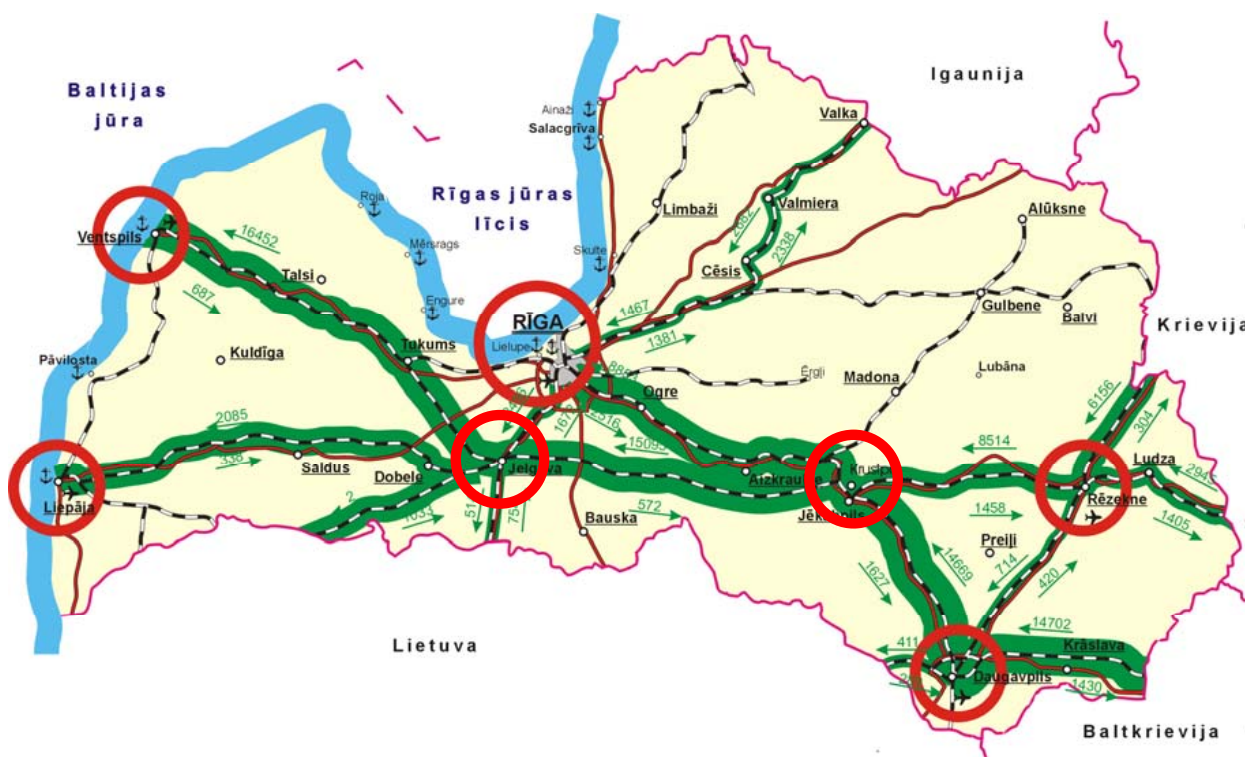 Igaunija
Baltijas
jūra
Ainaži
Salacgrīva
Valka
Rīgas jūras
līcis
Roja
Limbaži
Valmiera
Alūksne
Ventspils
16452
2682
2338
Mērsrags
Skulte
Cēsis
Talsi
687
Engure
1467
1381
Gulbene
Balvi
Krievija
RĪGA
Lielupe
Tukums
Kuldīga
Pāvilosta
Ērgļi
Madona
Lubāna
Ogre
6156
304
2085
338
Saldus
Dobele
Jelgava
15095
8514
Ludza
Aizkraukle
Liepāja
Jēkabpils
Rēzekne
1458
1405
1033
572
Bauska
Preiļi
14669
1627
714
420
14702
Lietuva
411
Krāslava
Daugavpils
1430
Baltkrievija